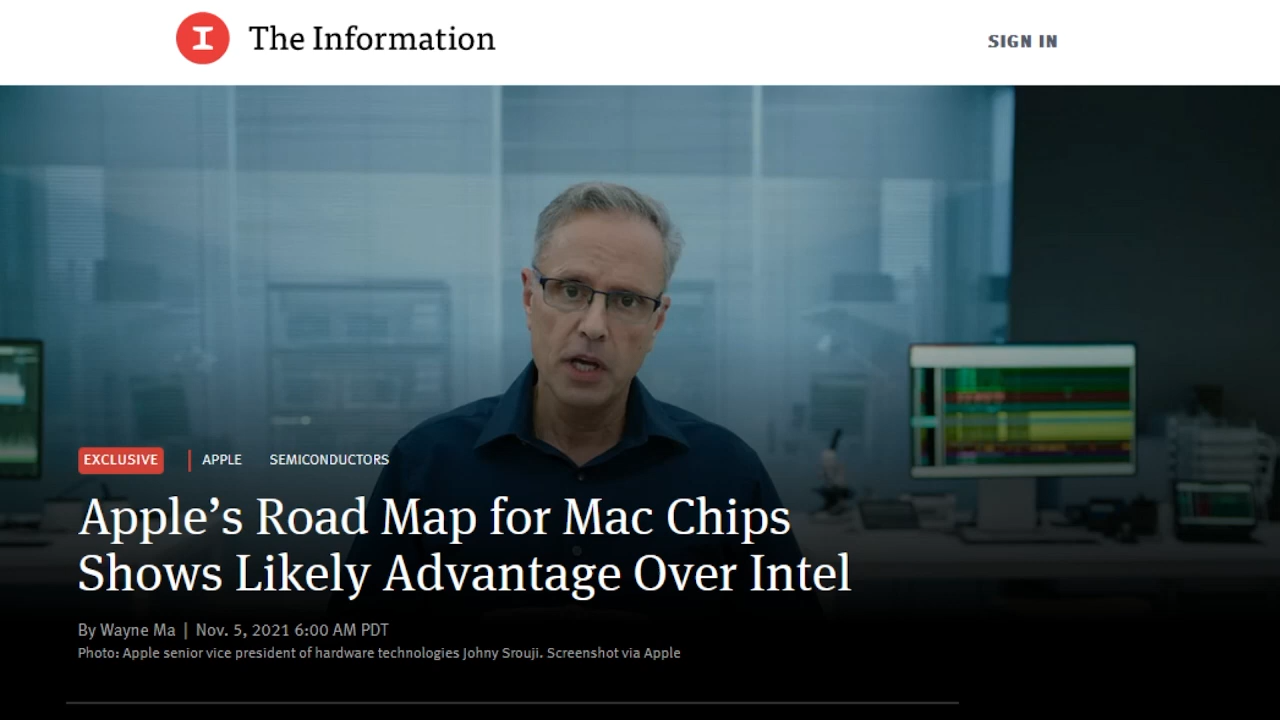 I The Information
SIGN IN
EXCLUSIVE | APPLE SEMICONDUCTORS
Apple’s Road Map for Mac Chips
Shows Likely Advantage Over Intel
By Wayne Ma | Nov. 5, 2021 6:00 AM PDT
Photo: Apple senior vice president of hardware technologies Johny Srouji. Screenshot via Apple